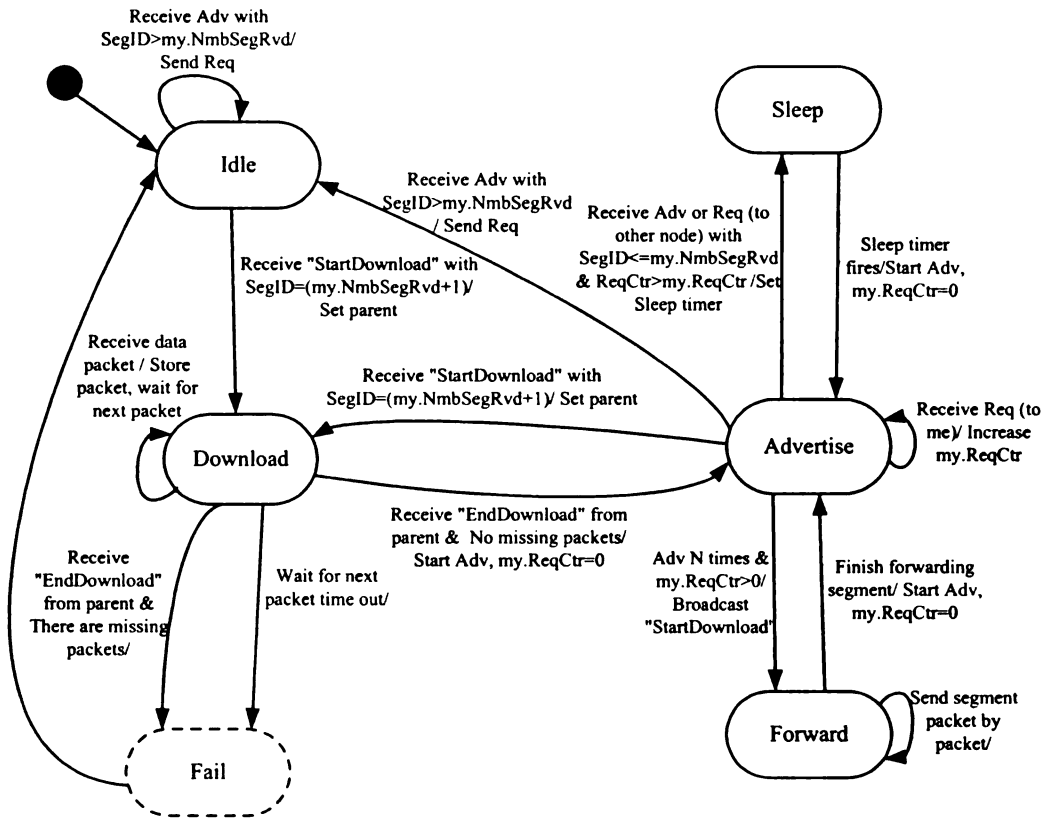 Receive Adv with
SegID>my.NmbSegRvd/
Send Req
Idle
Sleep
Receive Adv with
SegID>my.NmbSegRvd
/ Send Req
Receive Adv or Req (to
other node) with
SegID<=my.NmbSegRvd
& ReqCtr>my.ReqCtr /Set
Sleep timer
Sleep timer
fires/Start Adv,
my.ReqCtr=0
Receive "StartDownload" with
SegID=(my.NmbSegRvd+1)/
Set parent
Receive data
packet / Store
packet, wait for
next packet
Receive "StartDownload" with
SegID=(my.NmbSegRvd+1)/ Set parent
Download
Advertise
Receive Req (to
me)/ Increase
my.ReqCtr
Receive "EndDownload" from
parent & No missing packets/
Start Adv, my.ReqCtr=0
Receive
"EndDownload"
from parent &
There are missing
packets/
Wait for next
packet time out/
Adv N times &
my.ReqCtr>0/
Broadcast
"StartDownload"
Finish forwarding
segment/ Start Adv,
my.ReqCtr=0
Forward
Send segment
packet by
packet/
Fail